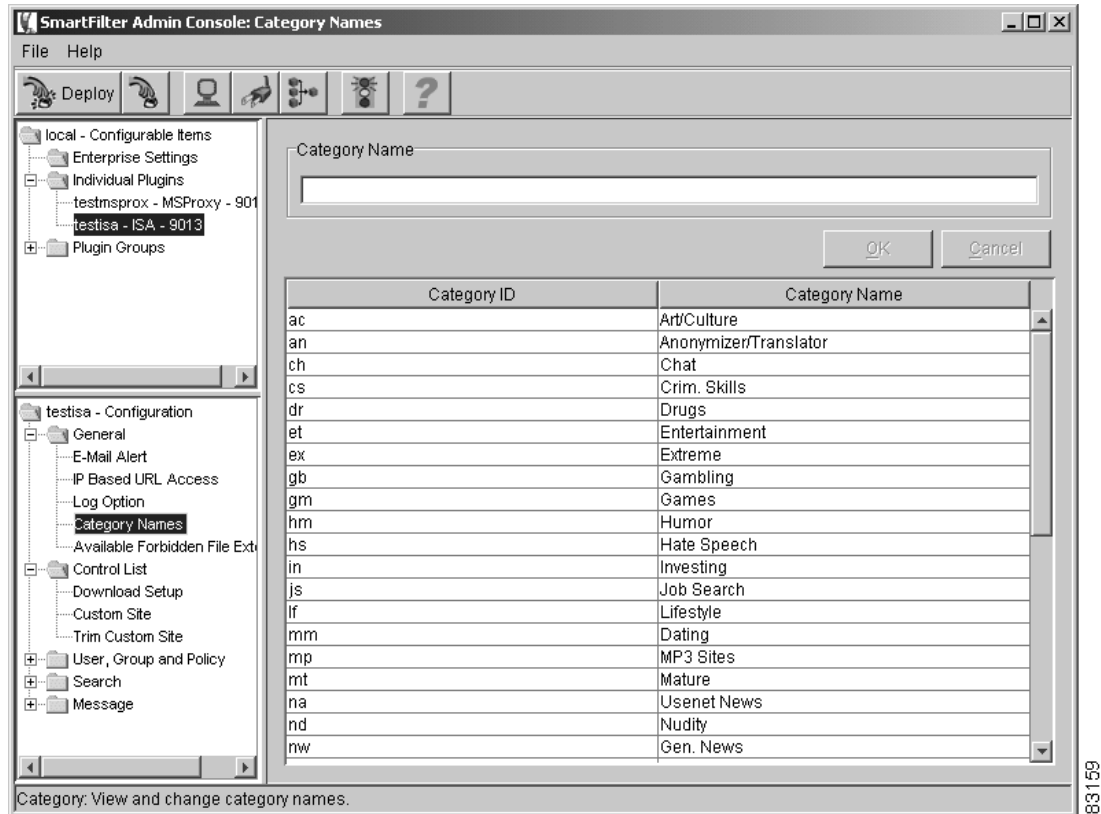 SmartFilter Admin Console: Category Names
File Help
Deploy
local - Configurable Items
Enterprise Settings
Individual Plugins
testmsprox - MSProxy - 901
testisa - ISA - 9013
Plugin Groups
Category Name
OK Cancel
Category ID Category Name
ac Art/Culture
an Anonymizer/Translator
ch Chat
cs Crim. Skills
dr Drugs
et Entertainment
ex Extreme
gb Gambling
gm Games
hm Humor
hs Hate Speech
in Investing
js Job Search
lf Lifestyle
mm Dating
mp MP3 Sites
mt Mature
na Usenet News
nd Nudity
nw Gen. News
testisa - Configuration
General
E-Mail Alert
IP Based URL Access
Log Option
Category Names
Available Forbidden File Exte
Control List
Download Setup
Custom Site
Trim Custom Site
User, Group and Policy
Search
Message
Category: View and change category names.
83159